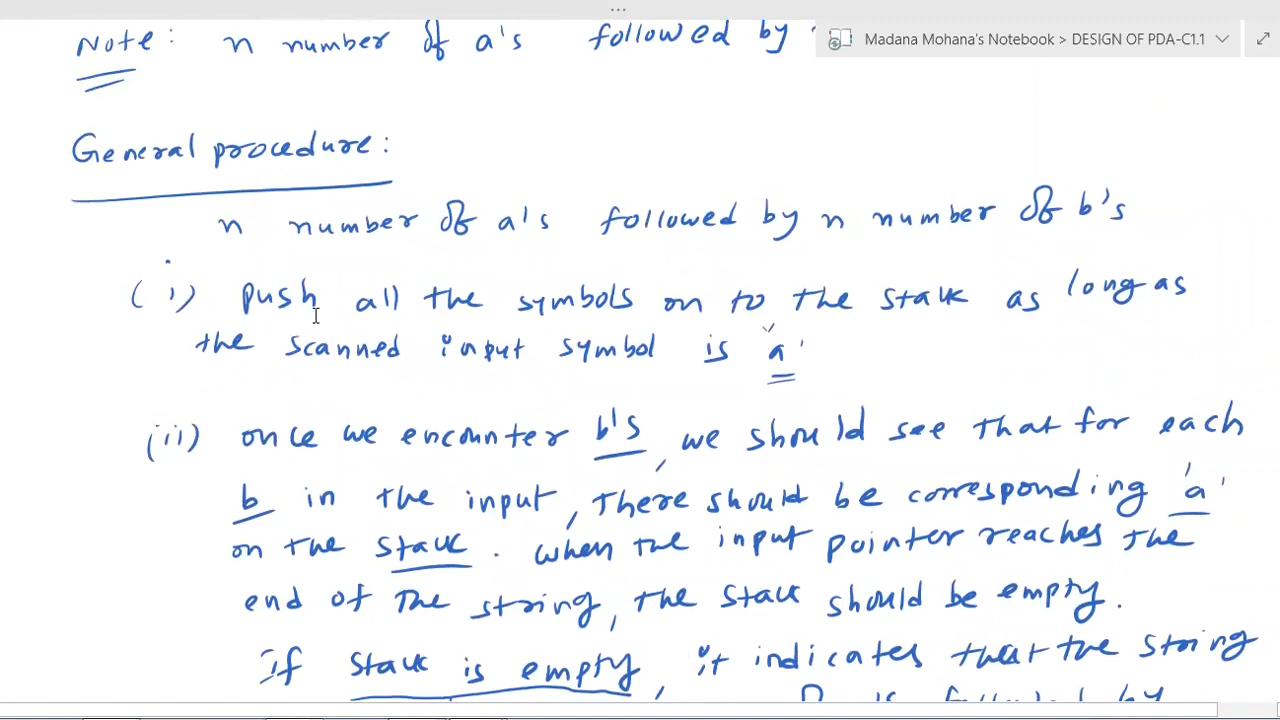 ...
Note: n number of a's followed by
Madana Mohana's Notebook > DESIGN OF PDA-C1.1
General procedure:
n number of a's followed by n number of b's
(i) push all the symbols on to the stack as long as
the scanned input symbol is 'a'
(ii) once we encounter b's, we should see that for each
b in the input, there should be corresponding 'a'
on the stack. when the input pointer reaches the
end of the string, the stack should be empty.
If stack is empty, it indicates that the string
is followed by